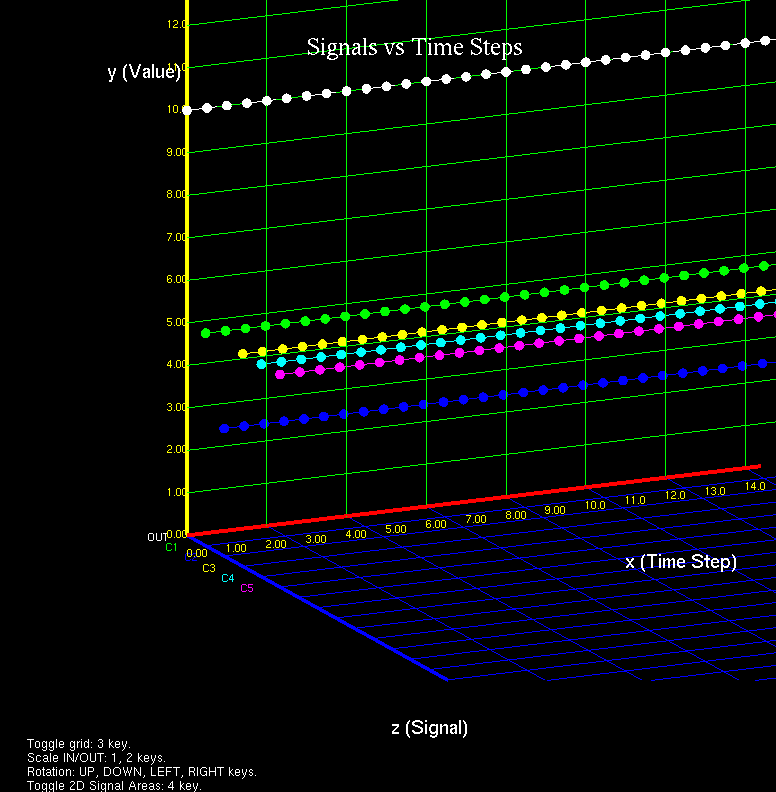 12.0
Signals vs Time Steps
11.0
y (Value)
10.0
9.00
8.00
7.00
6.00
5.00
4.00
3.00
2.00
1.00
0.00
OUT
C1
C3
C4
C5
0.00 1.00 2.00 3.00 4.00 5.00 6.00 7.00 8.00 9.00 10.0 11.0 12.0 13.0 14.0
x (Time Step)
z (Signal)
Toggle grid: 3 key.
Scale IN/OUT: 1, 2 keys.
Rotation: UP, DOWN, LEFT, RIGHT keys.
Toggle 2D Signal Areas: 4 key.